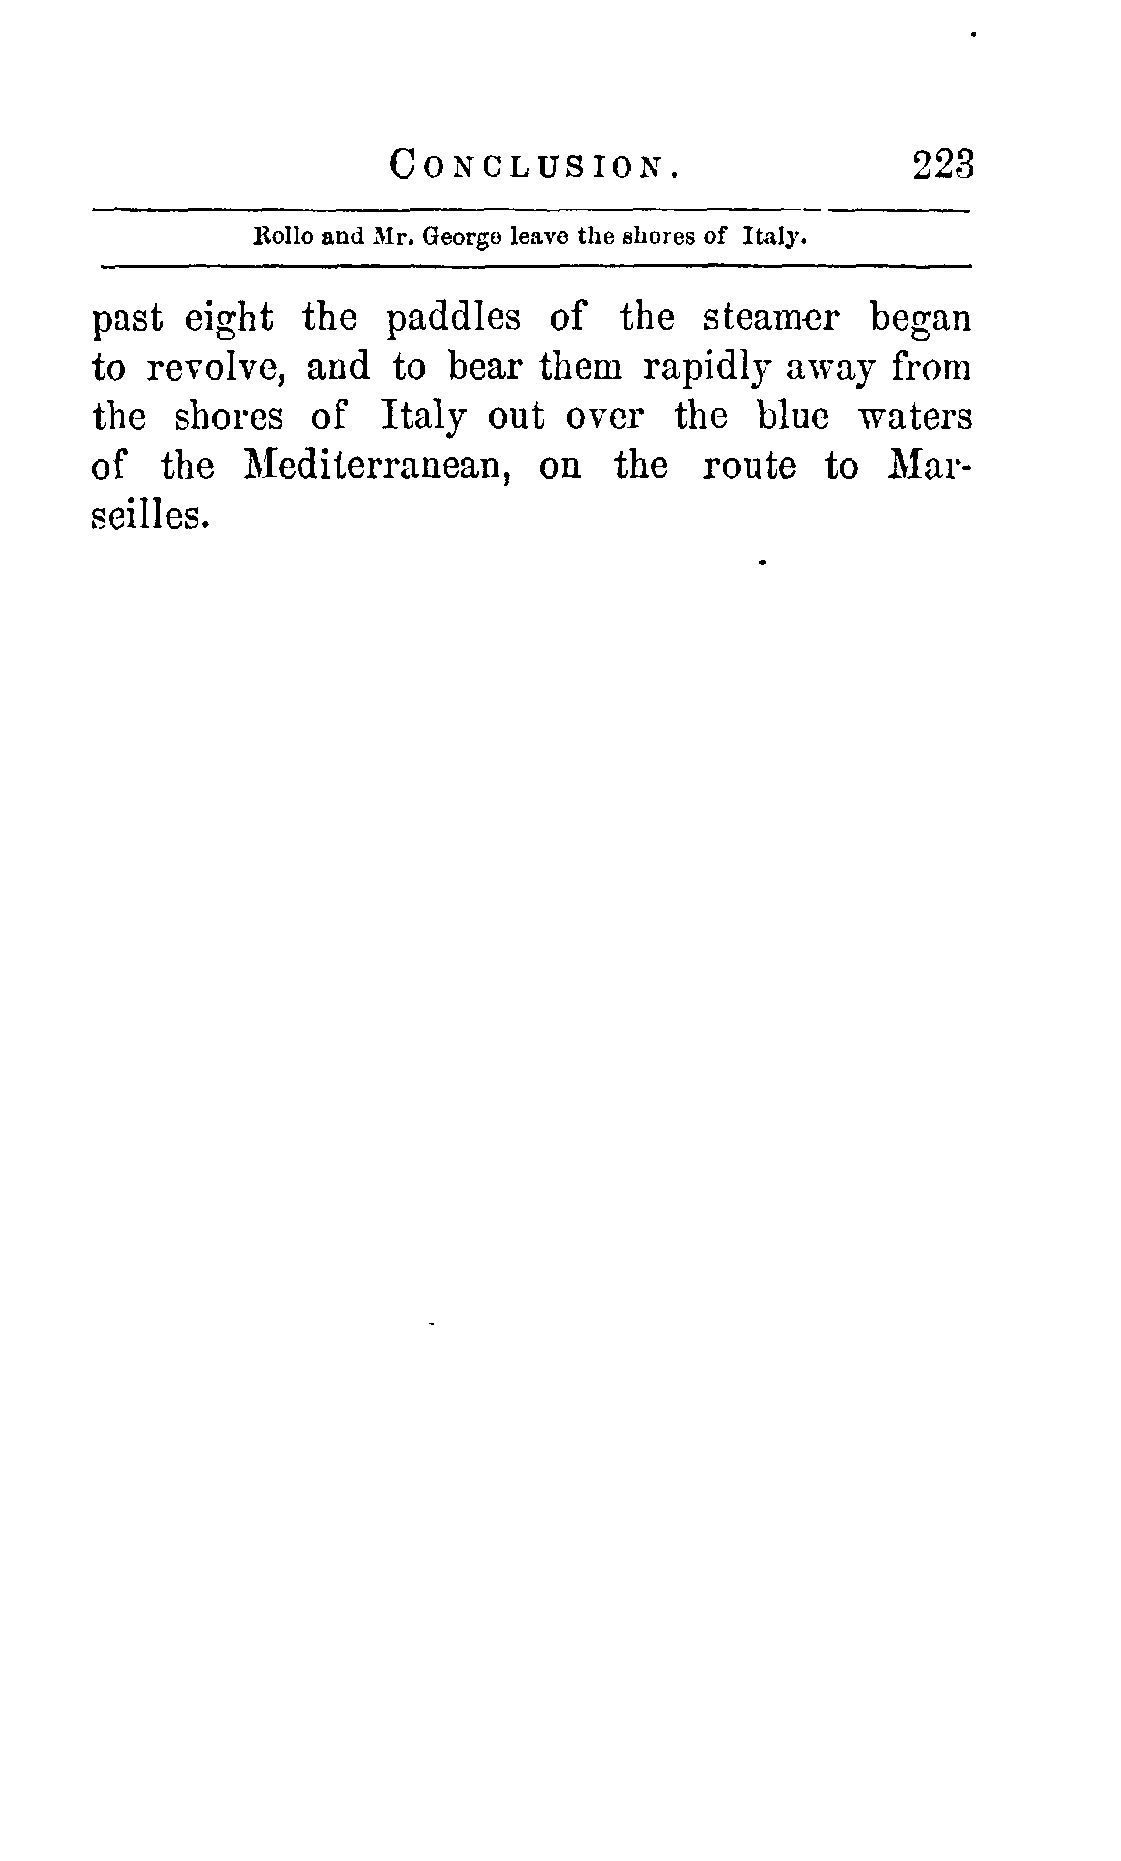 CONCLUSION. 223
Rollo and Mr. George leave the shores of Italy.
past eight the paddles of the steamer began
to revolve, and to bear them rapidly away from
the shores of Italy out over the blue waters
of the Mediterranean, on the route to Mar-
seilles.